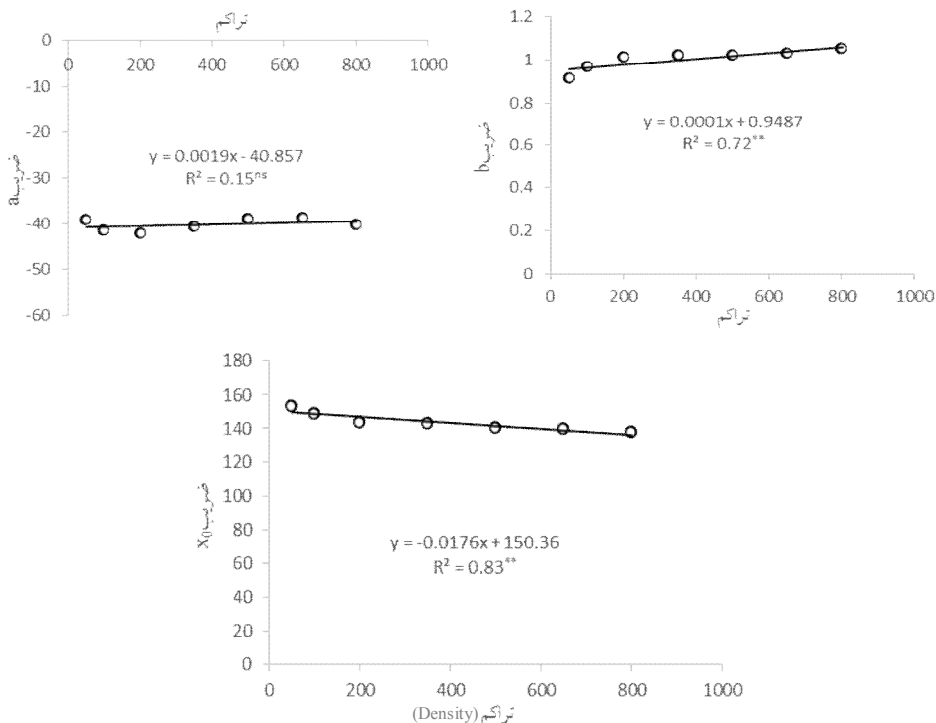 تراکم
0
0 200 400 600 800 1000
-10
-20
-30
-40
-50
-60
ضریب a
y = 0.0019x - 40.857
R² = 0.15ns
1.2
1
0.8
0.6
0.4
0.2
0
0 200 400 600 800 1000
ضریب b
y = 0.0001x + 0.9487
R² = 0.72**
تراکم
180
160
140
120
100
80
60
40
20
0
0 200 400 600 800 1000
ضریب x₀
y = -0.0176x + 150.36
R² = 0.83**
تراکم (Density)